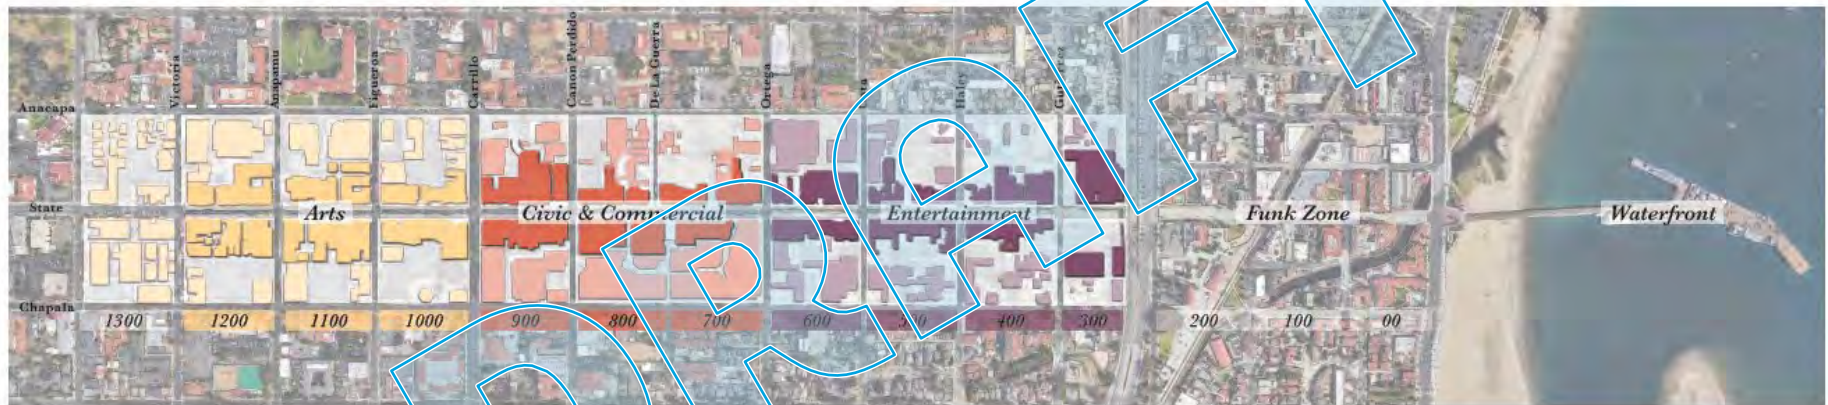 Victoria
Anapamu
Figueroa
Carrillo
Canon Perdido
De La Guerra
Ortega
Haley
Anacapa
State
Arts
Civic & Commercial
Entertainment
Funk Zone
Waterfront
Chapala
1300
1200
1100
1000
900
800
700
600
500
400
300
200
100
00
DRAFT